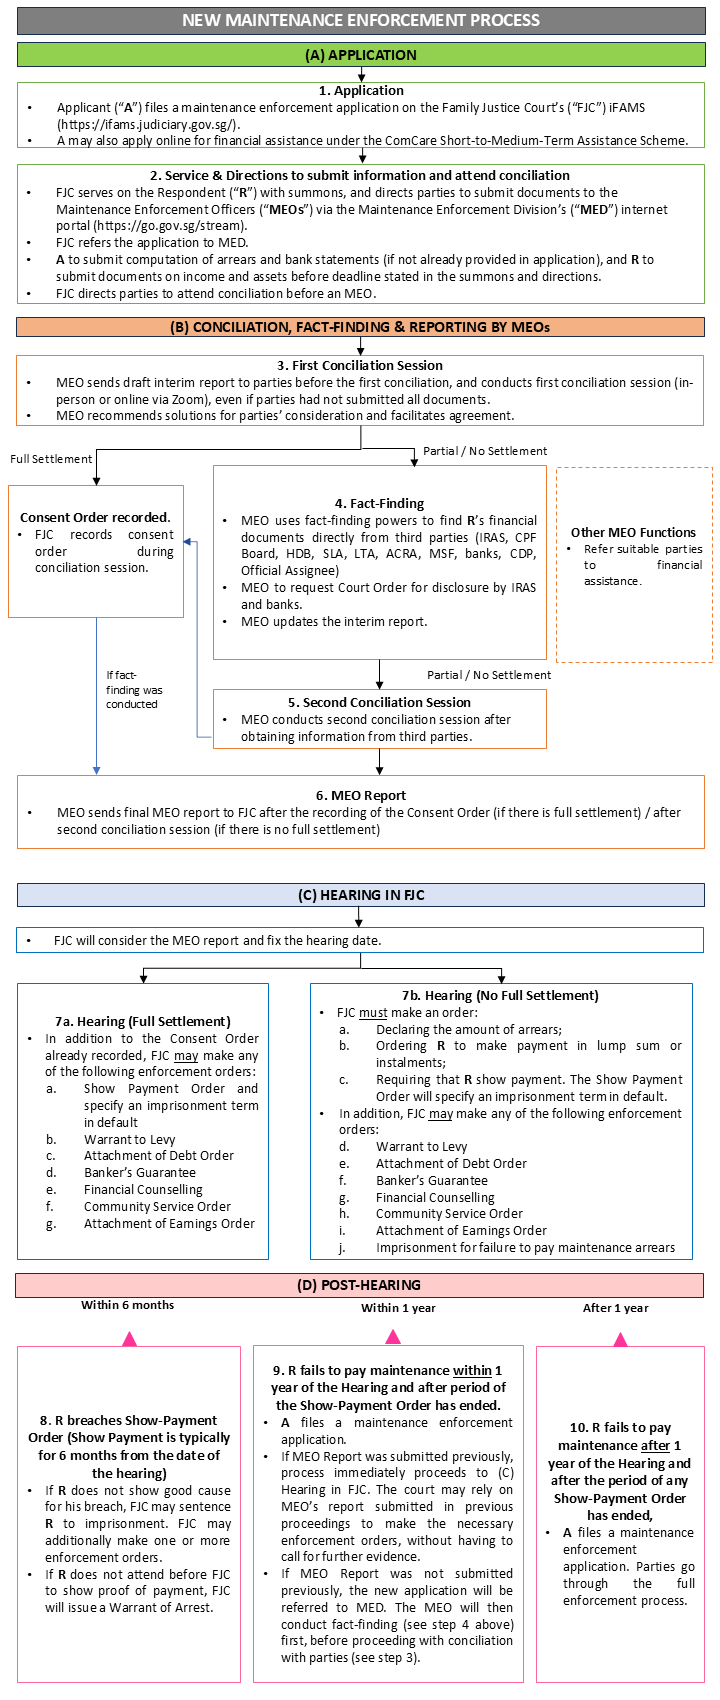 NEW MAINTENANCE ENFORCEMENT PROCESS
(A) APPLICATION
1. Application
• Applicant (“A”) files a maintenance enforcement application on the Family Justice Court’s (“FJC”) iFAMS
(https://ifams.judiciary.gov.sg/).
• A may also apply online for financial assistance under the ComCare Short-to-Medium-Term Assistance Scheme.
2. Service & Directions to submit information and attend conciliation
• FJC serves on the Respondent (“R”) with summons, and directs parties to submit documents to the
Maintenance Enforcement Officers (“MEOs”) via the Maintenance Enforcement Division’s (“MED”) internet
portal (https://go.gov.sg/stream).
• FJC refers the application to MED.
• A to submit computation of arrears and bank statements (if not already provided in application), and R to
submit documents on income and assets before deadline stated in the summons and directions.
• FJC directs parties to attend conciliation before an MEO.
(B) CONCILIATION, FACT-FINDING & REPORTING BY MEOs
3. First Conciliation Session
• MEO sends draft interim report to parties before the first conciliation, and conducts first conciliation session (in-
person or online via Zoom), even if parties had not submitted all documents.
• MEO recommends solutions for parties’ consideration and facilitates agreement.
Full Settlement
Partial / No Settlement
Consent Order recorded.
• FJC records consent
order during
conciliation session.
4. Fact-Finding
• MEO uses fact-finding powers to find R’s financial
documents directly from third parties (IRAS, CPF
Board, HDB, SLA, LTA, ACRA, MSF, banks, CDP,
Official Assignee)
• MEO to request Court Order for disclosure by IRAS
and banks.
• MEO updates the interim report.
Other MEO Functions
• Refer suitable parties
to financial
assistance.
If fact-
finding was
conducted
Partial / No Settlement
5. Second Conciliation Session
• MEO conducts second conciliation session after
obtaining information from third parties.
6. MEO Report
• MEO sends final MEO report to FJC after the recording of the Consent Order (if there is full settlement) / after
second conciliation session (if there is no full settlement)
(C) HEARING IN FJC
• FJC will consider the MEO report and fix the hearing date.
7a. Hearing (Full Settlement)
• In addition to the Consent Order
already recorded, FJC may make any
of the following enforcement orders:
a. Show Payment Order and
specify an imprisonment term
in default
b. Warrant to Levy
c. Attachment of Debt Order
d. Banker’s Guarantee
e. Financial Counselling
f. Community Service Order
g. Attachment of Earnings Order
7b. Hearing (No Full Settlement)
• FJC must make an order:
a. Declaring the amount of arrears;
b. Ordering R to make payment in lump sum or
instalments;
c. Requiring that R show payment. The Show Payment
Order will specify an imprisonment term in default.
• In addition, FJC may make any of the following enforcement
orders:
d. Warrant to Levy
e. Attachment of Debt Order
f. Banker’s Guarantee
g. Financial Counselling
h. Community Service Order
i. Attachment of Earnings Order
j. Imprisonment for failure to pay maintenance arrears
(D) POST-HEARING
Within 6 months
Within 1 year
After 1 year
8. R breaches Show-Payment
Order (Show Payment is typically
for 6 months from the date of
the hearing)
• If R does not show good cause
for his breach, FJC may sentence
R to imprisonment. FJC may
additionally make one or more
enforcement orders.
• If R does not attend before FJC
to show proof of payment, FJC
will issue a Warrant of Arrest.
9. R fails to pay maintenance within 1
year of the Hearing and after period of
the Show-Payment Order has ended.
• A files a maintenance enforcement
application.
• If MEO Report was submitted previously,
process immediately proceeds to (C)
Hearing in FJC. The court may rely on
MEO’s report submitted in previous
proceedings to make the necessary
enforcement orders, without having to
call for further evidence.
• If MEO Report was not submitted
previously, the new application will be
referred to MED. The MEO will then
conduct fact-finding (see step 4 above)
first, before proceeding with conciliation
with parties (see step 3).
10. R fails to pay
maintenance after 1
year of the Hearing and
after the period of any
Show-Payment Order
has ended,
• A files a maintenance
enforcement
application. Parties go
through the full
enforcement process.